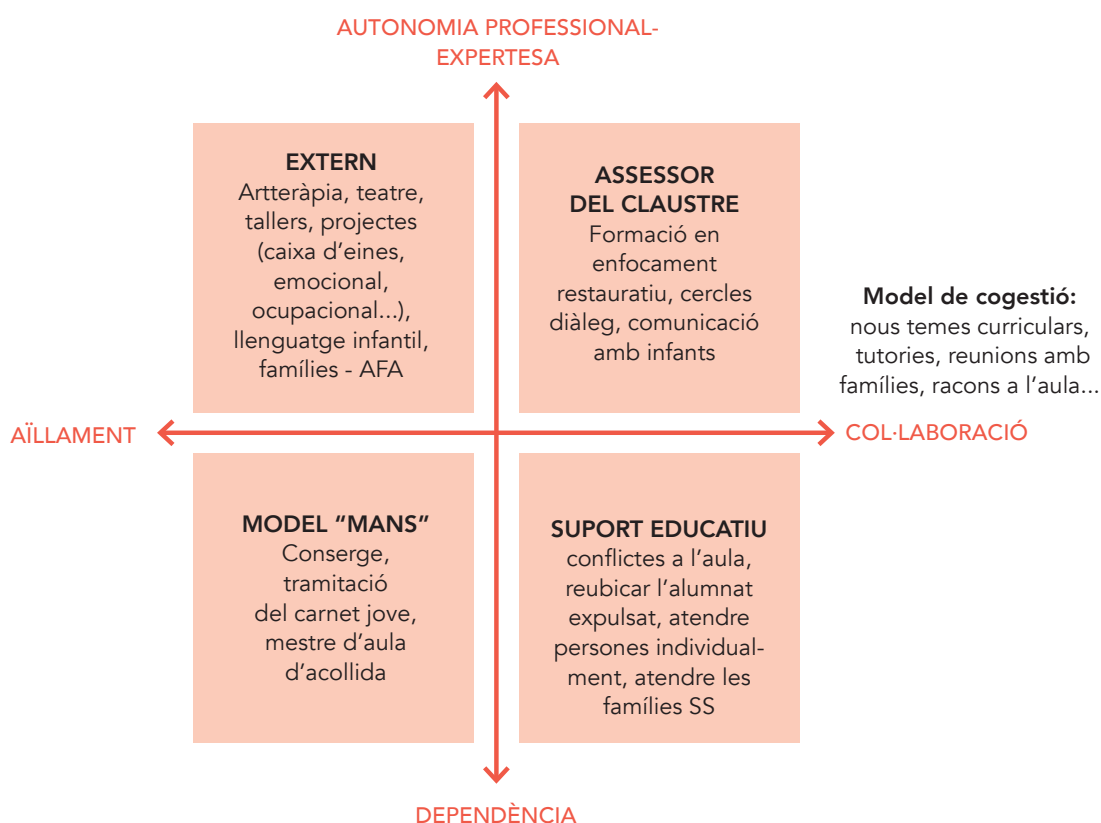 AUTONOMIA PROFESSIONAL-
EXPERTESA
EXTERN
Artteràpia, teatre,
tallers, projectes
(caixa d'eines,
emocional,
ocupacional...),
llenguatge infantil,
famílies - AFA
ASSESSOR
DEL CLAUSTRE
Formació en
enfocament
restauratiu, cercles
diàleg, comunicació
amb infants
Model de cogestió:
nous temes curriculars,
tutories, reunions amb
famílies, racons a l'aula...
AÏLLAMENT
COL·LABORACIÓ
MODEL “MANS”
Conserge,
tramitació
del carnet jove,
mestre d'aula
d'acollida
SUPORT EDUCATIU
conflictes a l'aula,
reubicar l'alumnat
expulsat, atendre
persones individual-
ment, atendre les
famílies SS
DEPENDÈNCIA